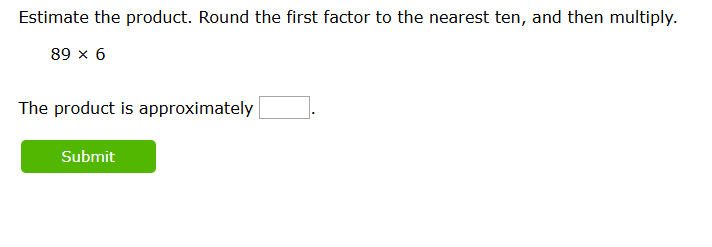 Estimate the product. Round the first factor to the nearest ten, and then multiply.
89 × 6
The product is approximately .
Submit